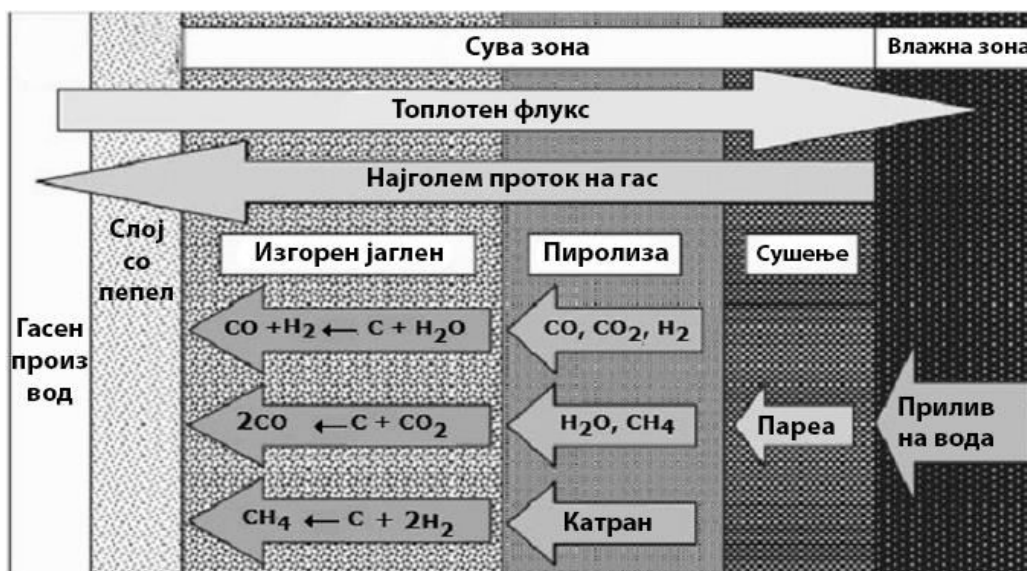 Сува зона
Влажна зона
Топлотен флукс
Најголем проток на гас
Слој
со
пепел
Изгорен јаглен
Пиролиза
Сушење
Гасен
произ
вод
CO +H₂ ← C + H₂O
CO, CO₂, H₂
2CO ← C + CO₂
H₂O, CH₄
Пареа
Прилив
на вода
CH₄ ← C + 2H₂
Катран